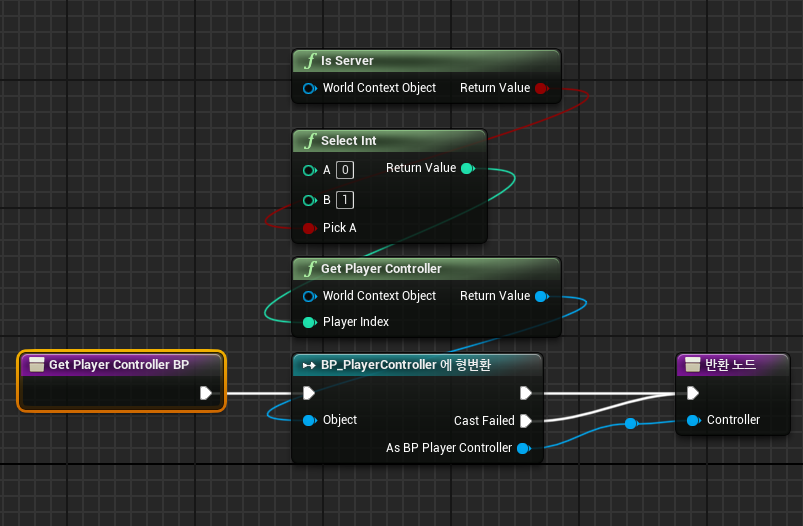 f Is Server
World Context Object Return Value
f Select Int
A 0 Return Value
B 1
Pick A
f Get Player Controller
World Context Object Return Value
Player Index
Get Player Controller BP
BP_PlayerController 에 형변환
반환 노드
Object
Cast Failed
Controller
As BP Player Controller